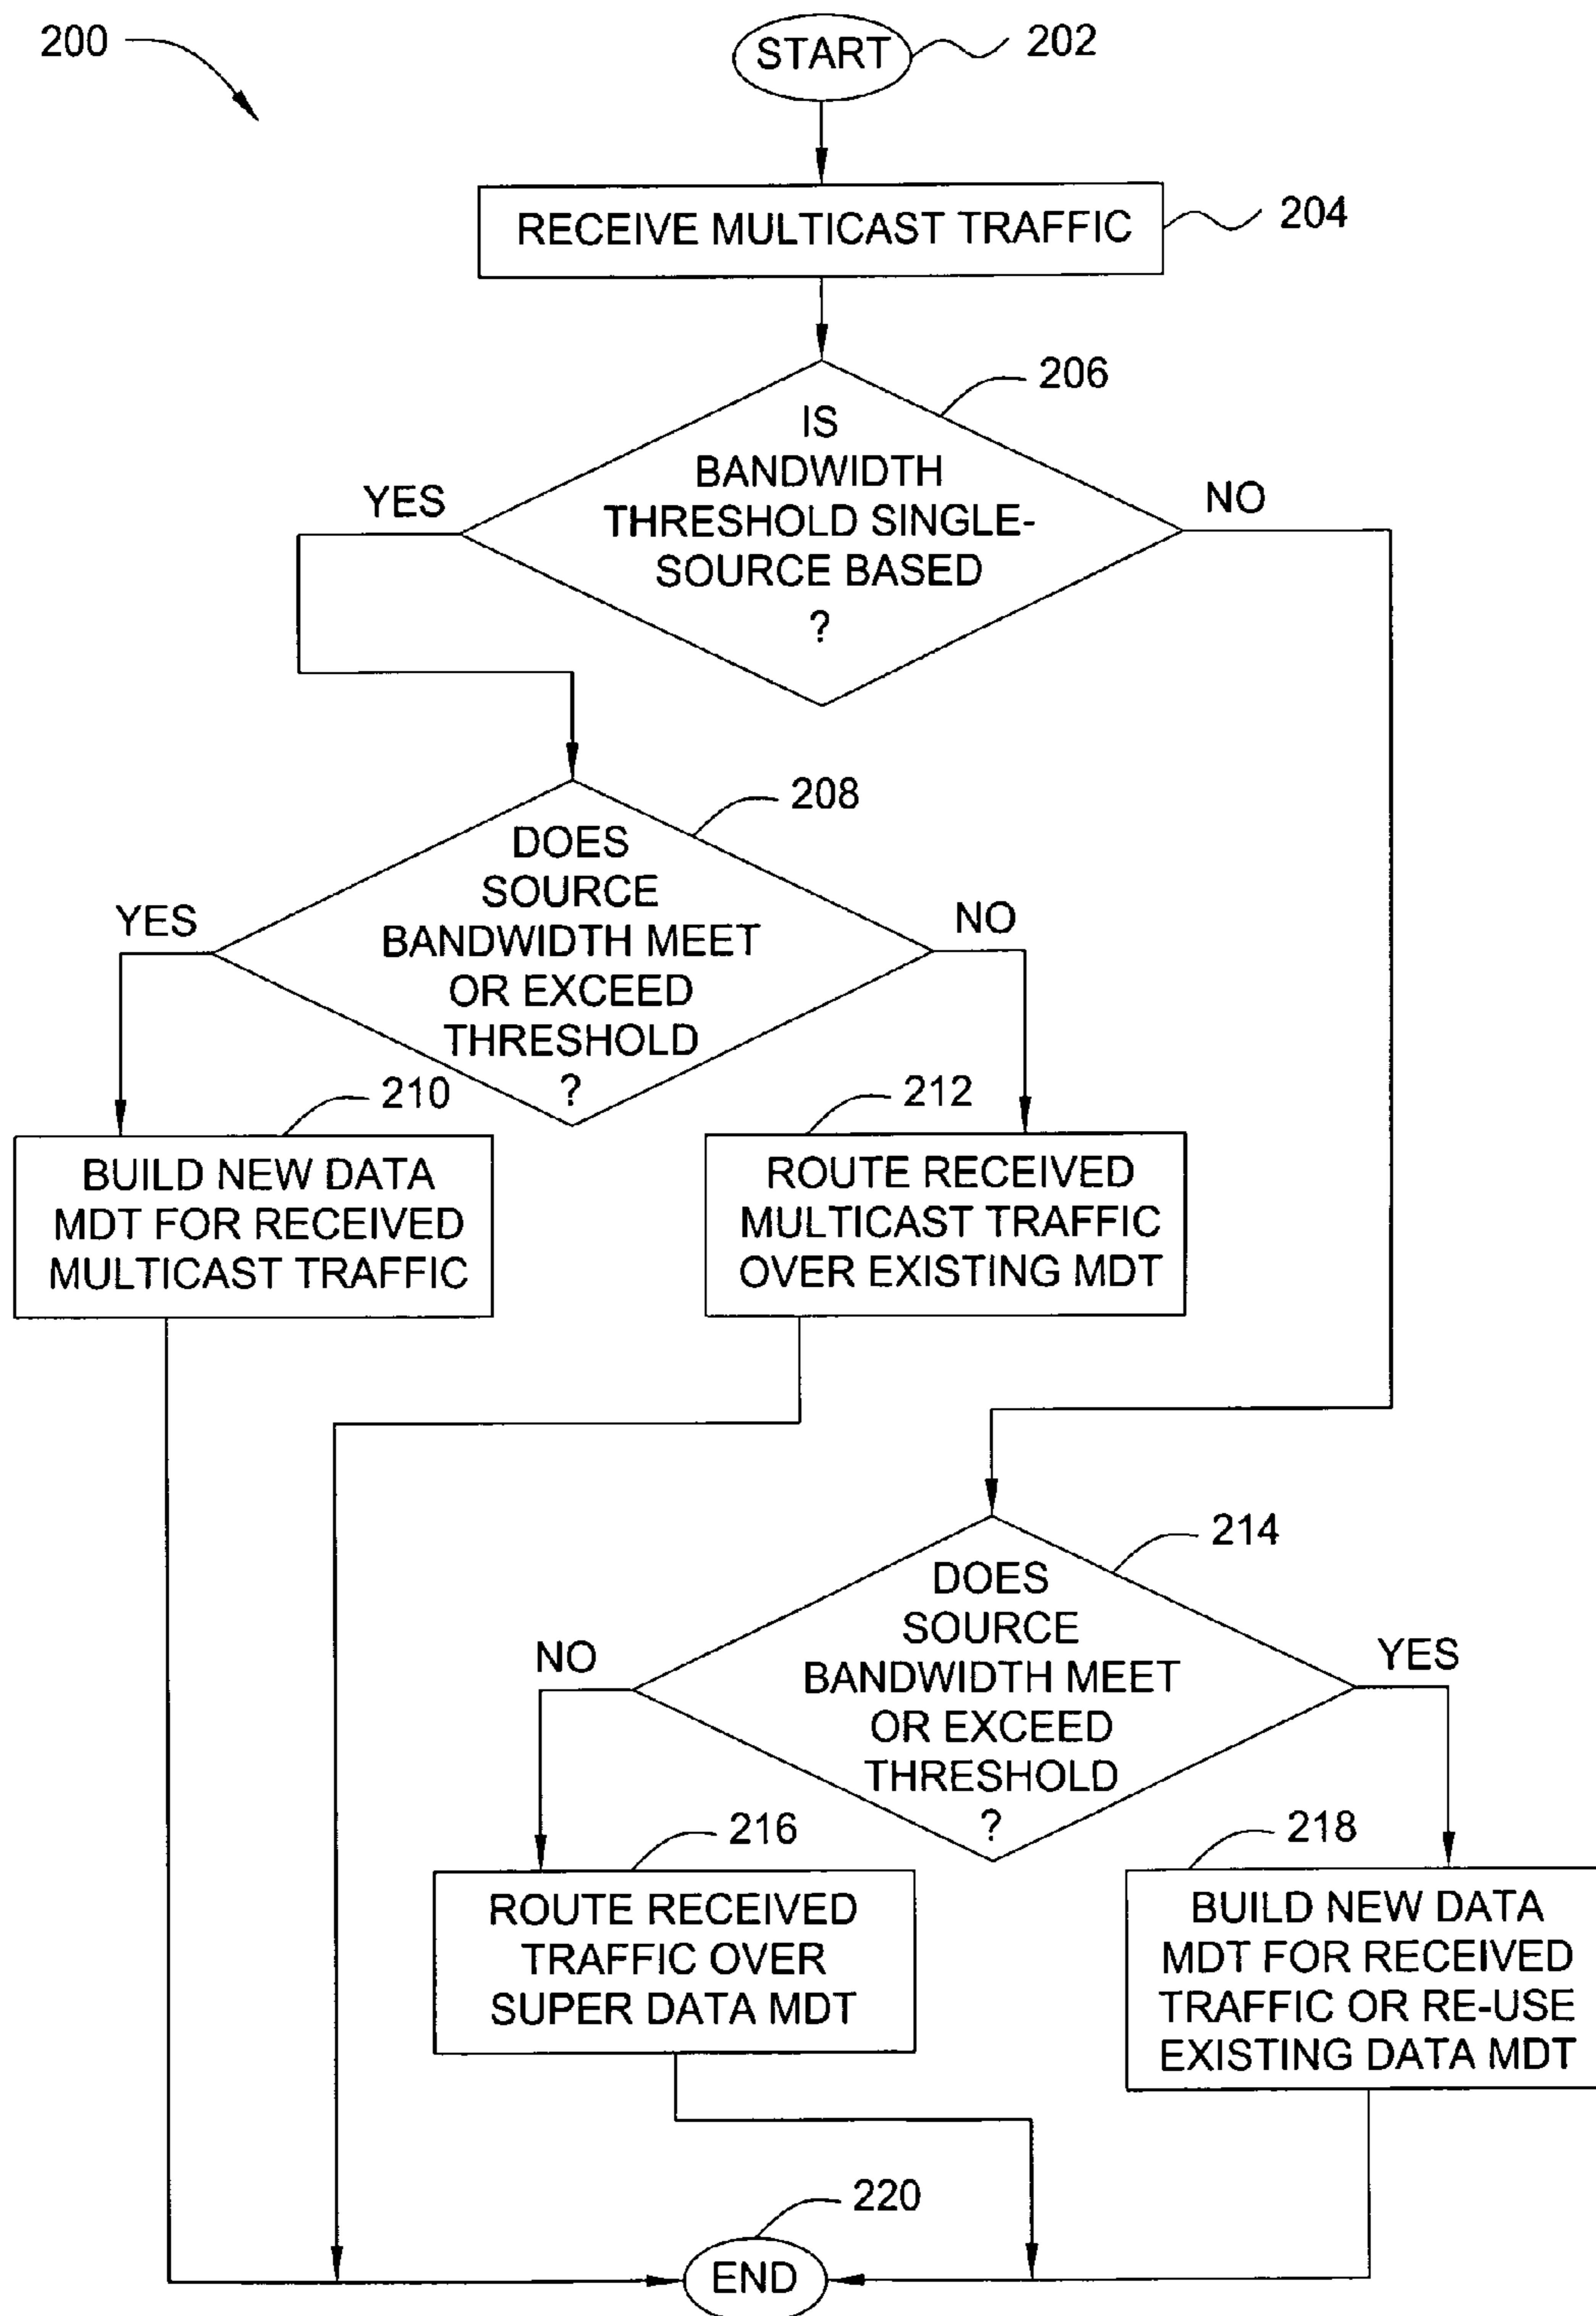 200
START
202
RECEIVE MULTICAST TRAFFIC
204
206
IS
BANDWIDTH
THRESHOLD SINGLE-
SOURCE BASED
?
YES
NO
208
DOES
SOURCE
BANDWIDTH MEET
OR EXCEED
THRESHOLD
?
YES
NO
210
BUILD NEW DATA
MDT FOR RECEIVED
MULTICAST TRAFFIC
212
ROUTE RECEIVED
MULTICAST TRAFFIC
OVER EXISTING MDT
214
DOES
SOURCE
BANDWIDTH MEET
OR EXCEED
THRESHOLD
?
NO
YES
216
ROUTE RECEIVED
TRAFFIC OVER
SUPER DATA MDT
218
BUILD NEW DATA
MDT FOR RECEIVED
TRAFFIC OR RE-USE
EXISTING DATA MDT
220
END